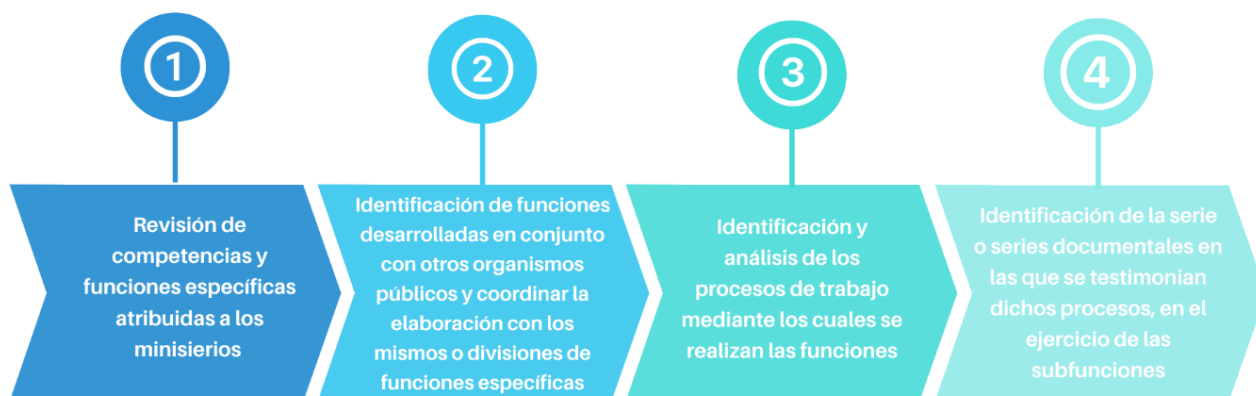 1
Revisión de
competencias y
funciones específicas
atribuidas a los
minisierios
2
Identificación de funciones
desarrolladas en conjunto
con otros organismos
públicos y coordinar la
elaboración con los
mismos o divisiones de
funciones específicas
3
Identificación y
análisis de los
procesos de trabajo
mediante los cuales se
realizan las funciones
4
Identificación de la serie
o series documentales en
las que se testimonian
dichos procesos, en el
ejercicio de las
subfunciones